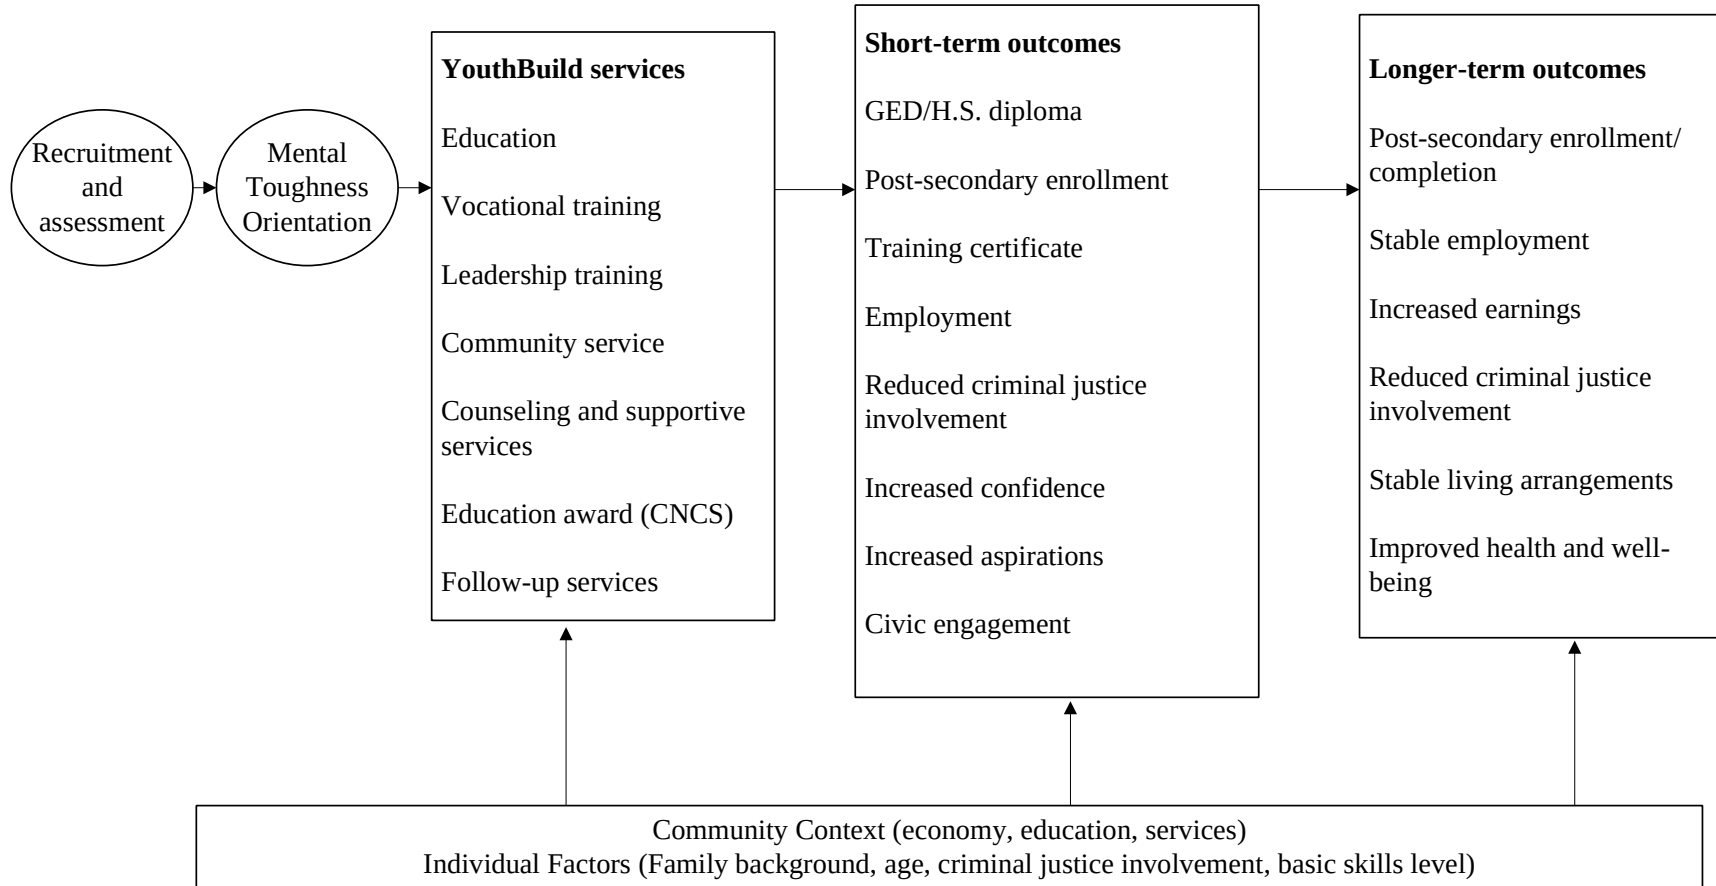 Recruitment
and
assessment
Mental
Toughness
Orientation
YouthBuild services
Education
Vocational training
Leadership training
Community service
Counseling and supportive
services
Education award (CNCS)
Follow-up services
Short-term outcomes
GED/H.S. diploma
Post-secondary enrollment
Training certificate
Employment
Reduced criminal justice
involvement
Increased confidence
Increased aspirations
Civic engagement
Longer-term outcomes
Post-secondary enrollment/
completion
Stable employment
Increased earnings
Reduced criminal justice
involvement
Stable living arrangements
Improved health and well-
being
Community Context (economy, education, services)
Individual Factors (Family background, age, criminal justice involvement, basic skills level)